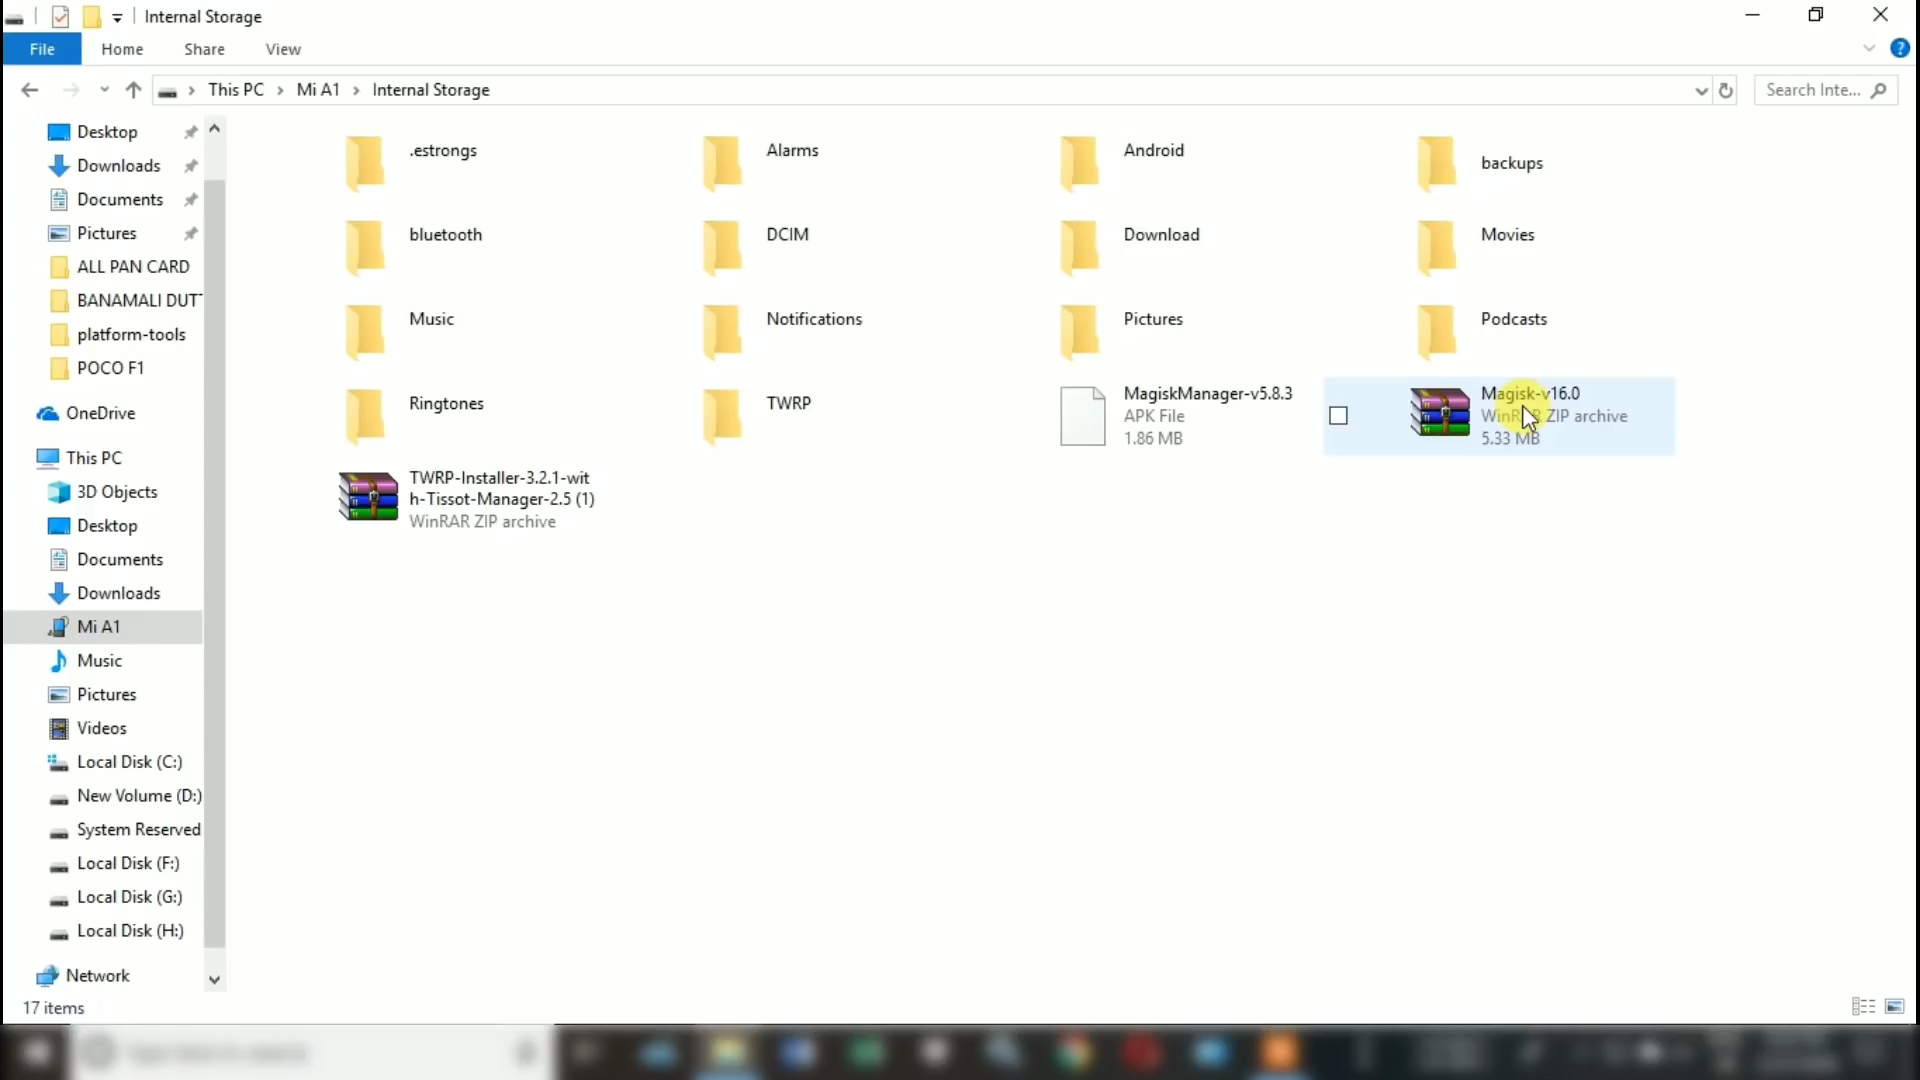 Internal Storage
File Home Share View
This PC Mi A1 Internal Storage
Search Inte...
Desktop
Downloads
Documents
Pictures
ALL PAN CARD
BANAMALI DUT
platform-tools
POCO F1
OneDrive
This PC
3D Objects
Desktop
Documents
Downloads
Mi A1
Music
Pictures
Videos
Local Disk (C:)
New Volume (D:)
System Reserved
Local Disk (F:)
Local Disk (G:)
Local Disk (H:)
Network
.estrongs
Alarms
Android
backups
bluetooth
DCIM
Download
Movies
Music
Notifications
Pictures
Podcasts
Ringtones
TWRP
MagiskManager-v5.8.3
APK File
1.86 MB
Magisk-v16.0
WinRAR ZIP archive
5.33 MB
TWRP-Installer-3.2.1-wit
h-Tissot-Manager-2.5 (1)
WinRAR ZIP archive
17 items